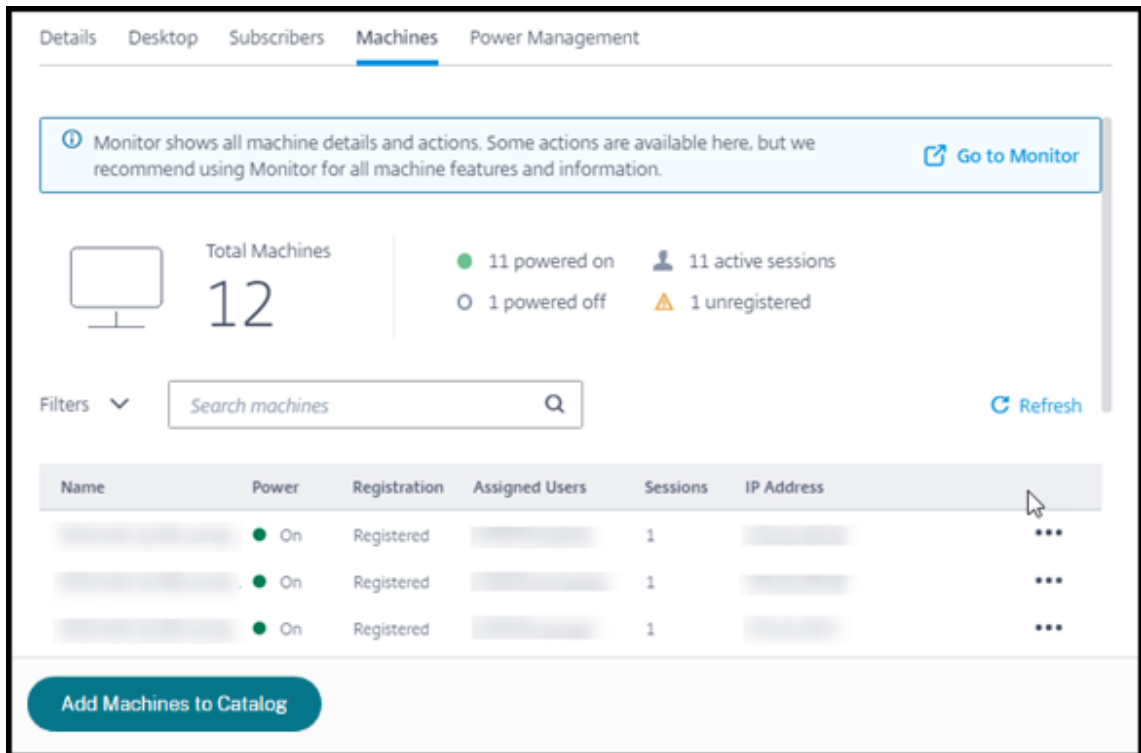 Details Desktop Subscribers Machines Power Management
Monitor shows all machine details and actions. Some actions are available here, but we
recommend using Monitor for all machine features and information.
Go to Monitor
Total Machines
12
11 powered on 11 active sessions
1 powered off 1 unregistered
Filters Search machines Refresh
Name Power Registration Assigned Users Sessions IP Address
On Registered 1
On Registered 1
On Registered 1
Add Machines to Catalog